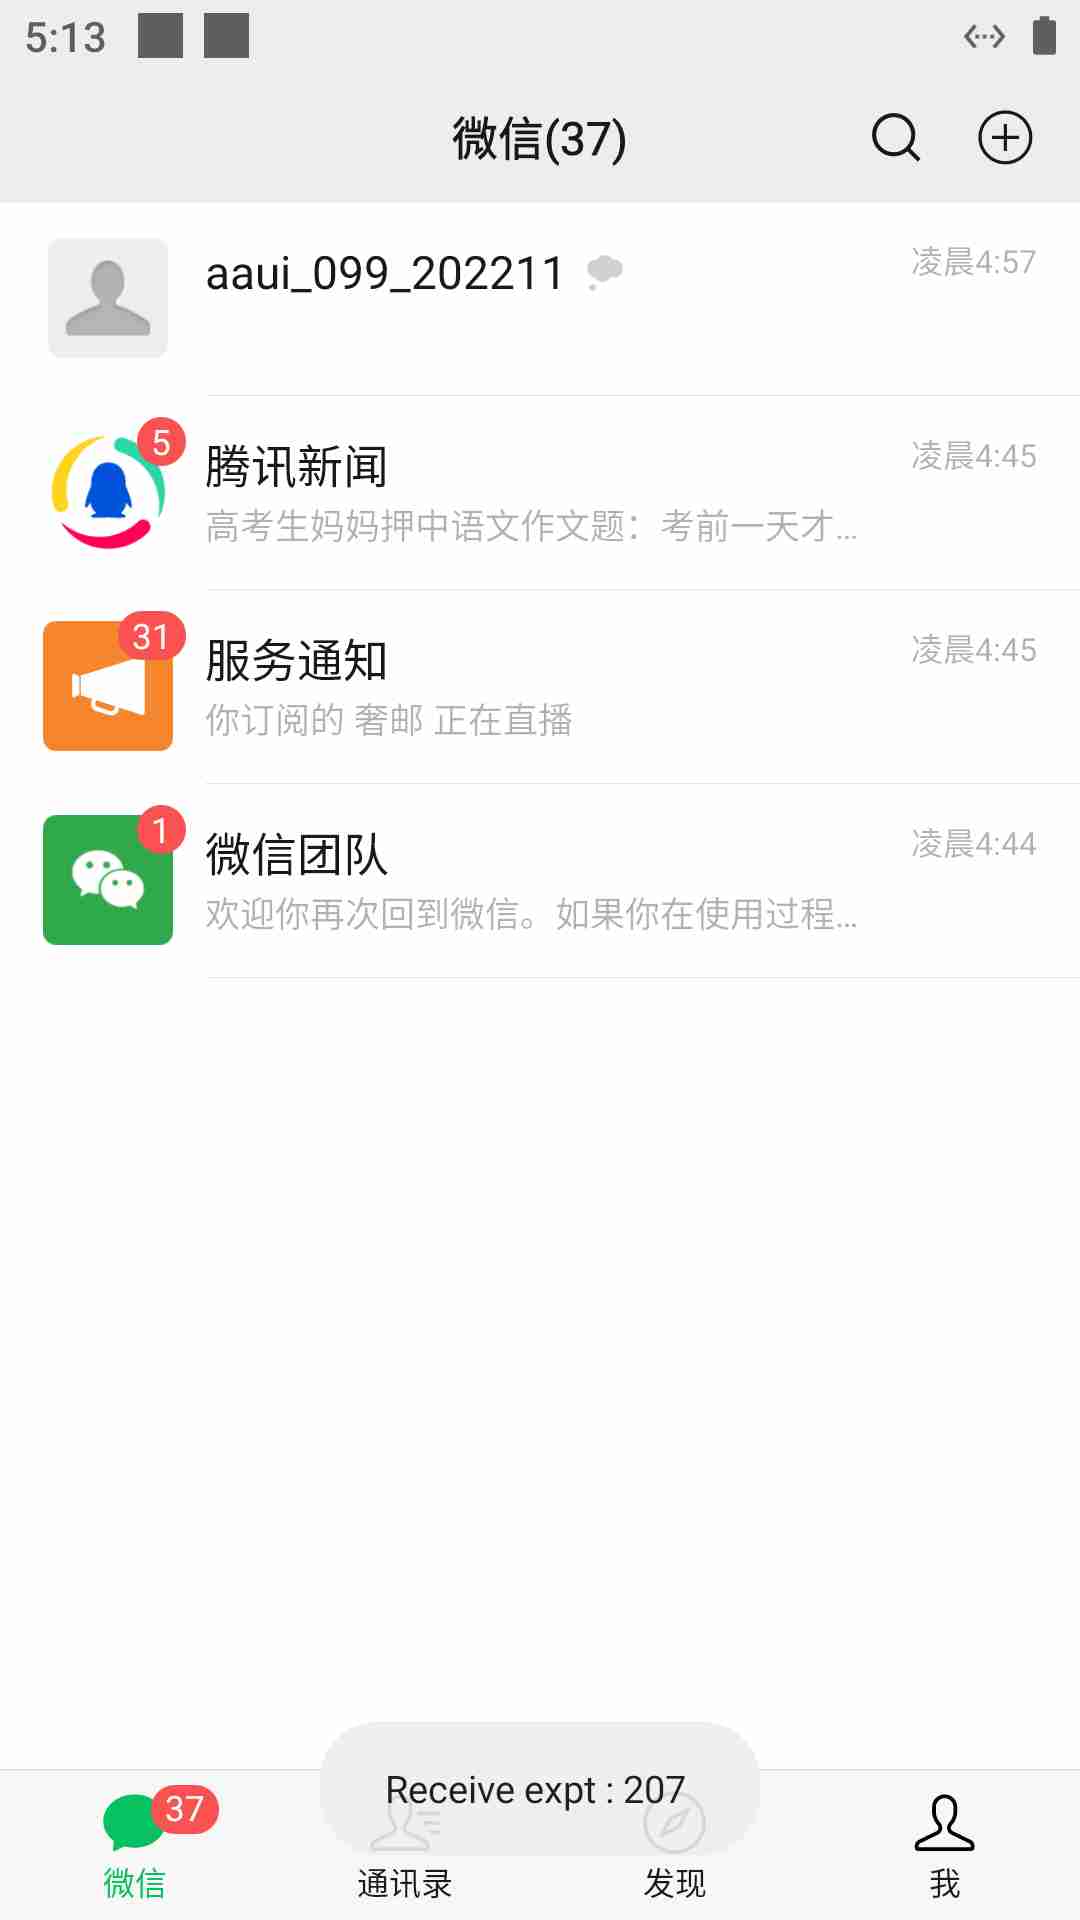 5:13
微信(37)
aaui_099_202211
凌晨4:57
5
腾讯新闻
凌晨4:45
高考生妈妈押中语文作文题：考前一天才...
31
服务通知
凌晨4:45
你订阅的 奢邮 正在直播
1
微信团队
凌晨4:44
欢迎你再次回到微信。如果你在使用过程...
Receive expt : 207
37
微信
通讯录
发现
我